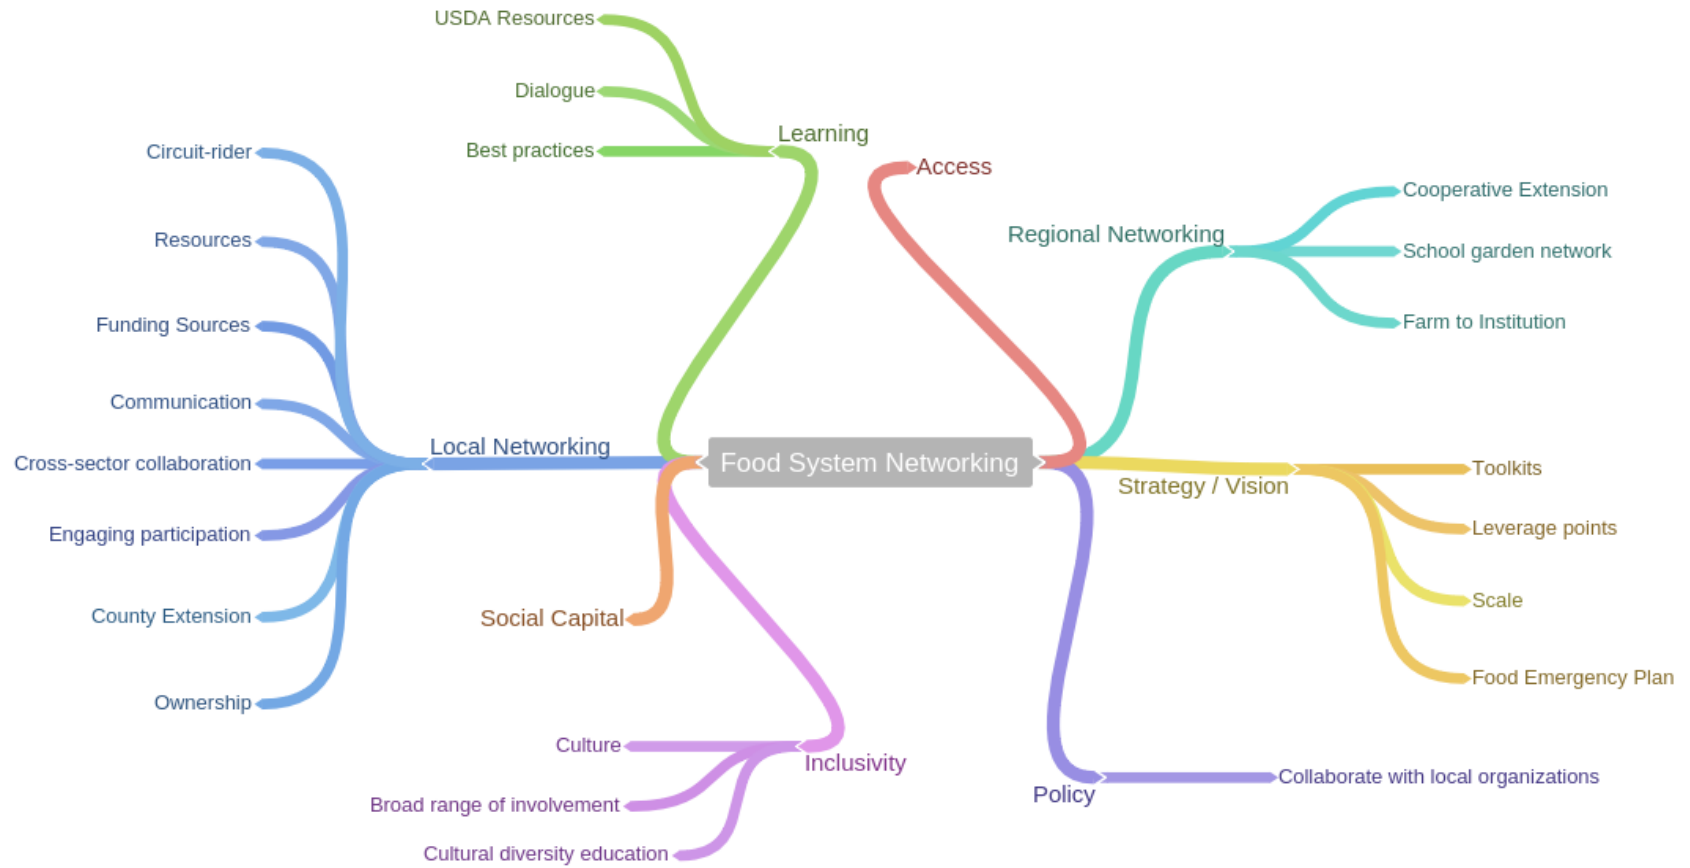 Food System Networking
Learning
USDA Resources
Dialogue
Best practices
Local Networking
Circuit-rider
Resources
Funding Sources
Communication
Cross-sector collaboration
Engaging participation
County Extension
Ownership
Social Capital
Inclusivity
Culture
Broad range of involvement
Cultural diversity education
Access
Regional Networking
Cooperative Extension
School garden network
Farm to Institution
Strategy / Vision
Toolkits
Leverage points
Scale
Food Emergency Plan
Policy
Collaborate with local organizations